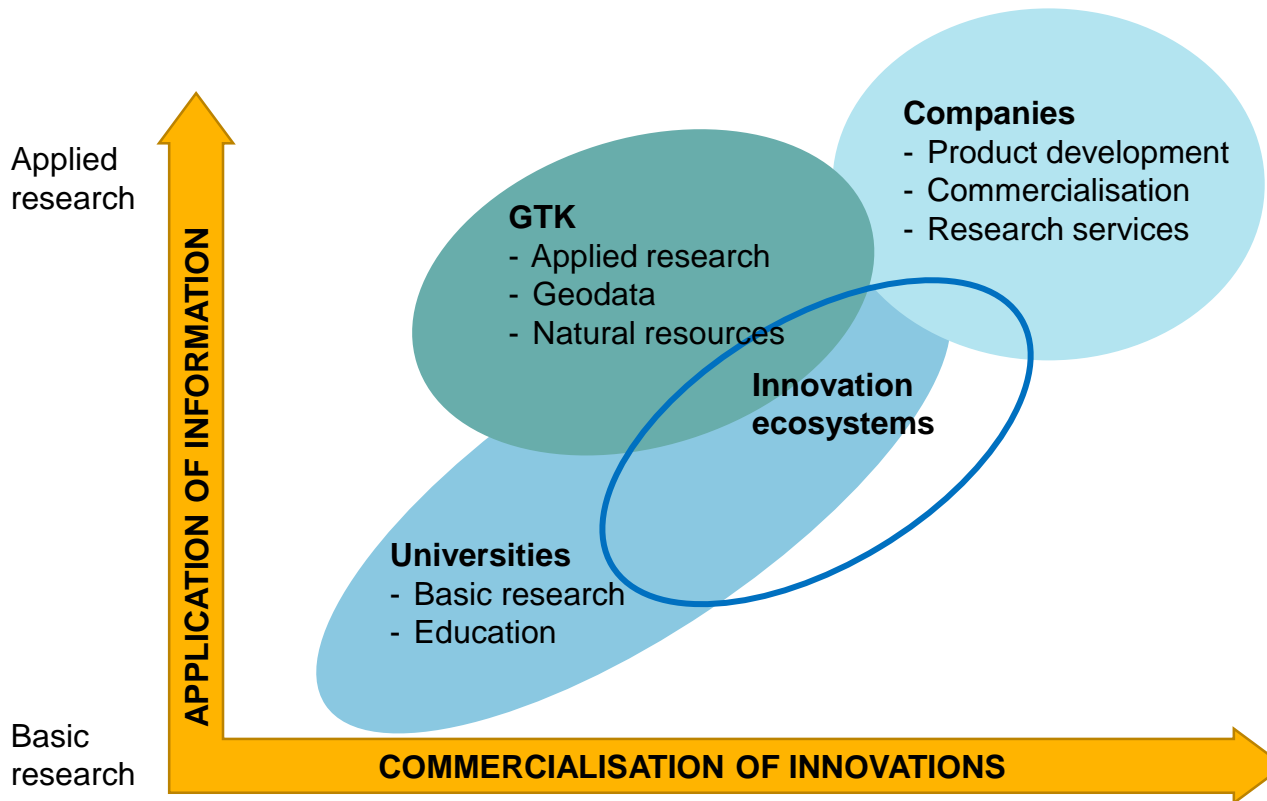 Applied
research
APPLICATION OF INFORMATION
Basic
research
COMMERCIALISATION OF INNOVATIONS
GTK
- Applied research
- Geodata
- Natural resources
Companies
- Product development
- Commercialisation
- Research services
Innovation
ecosystems
Universities
- Basic research
- Education